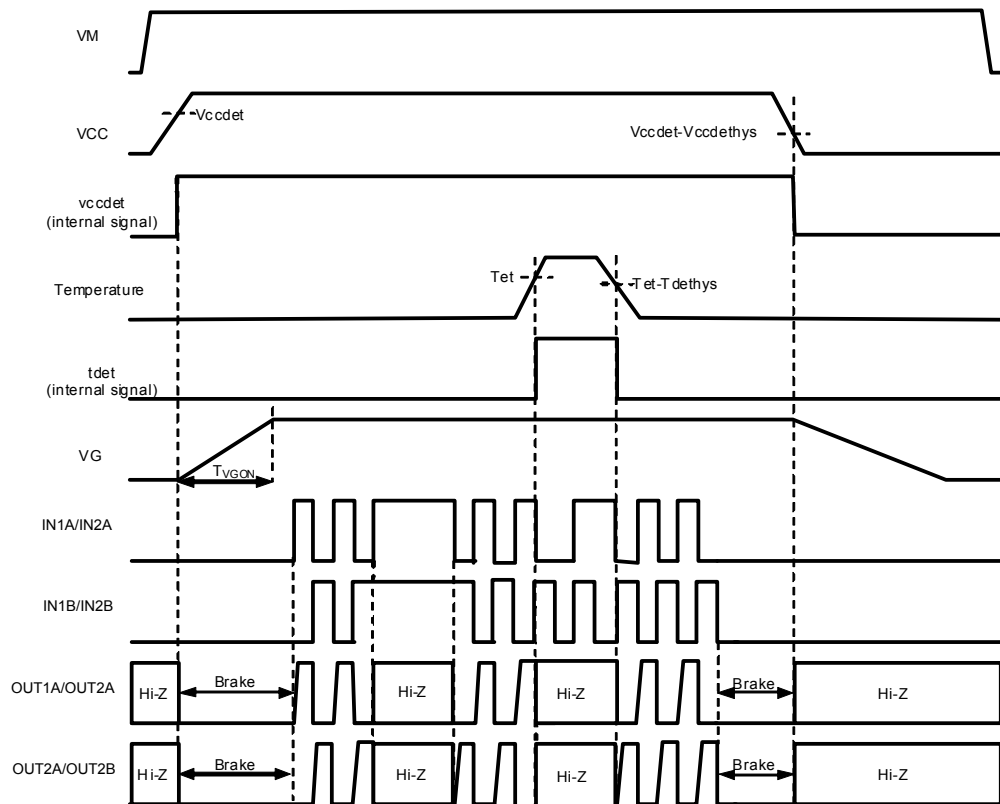 VM
Vccdet
VCC
Vccdet-Vccdethys
vccdet
(internal signal)
Tet
Tet-Tdethys
Temperature
tdet
(internal signal)
VG
TVGON
IN1A/IN2A
IN1B/IN2B
OUT1A/OUT2A
Hi-Z
Brake
Hi-Z
Hi-Z
Brake
Hi-Z
OUT2A/OUT2B
Hi-Z
Brake
Hi-Z
Hi-Z
Brake
Hi-Z